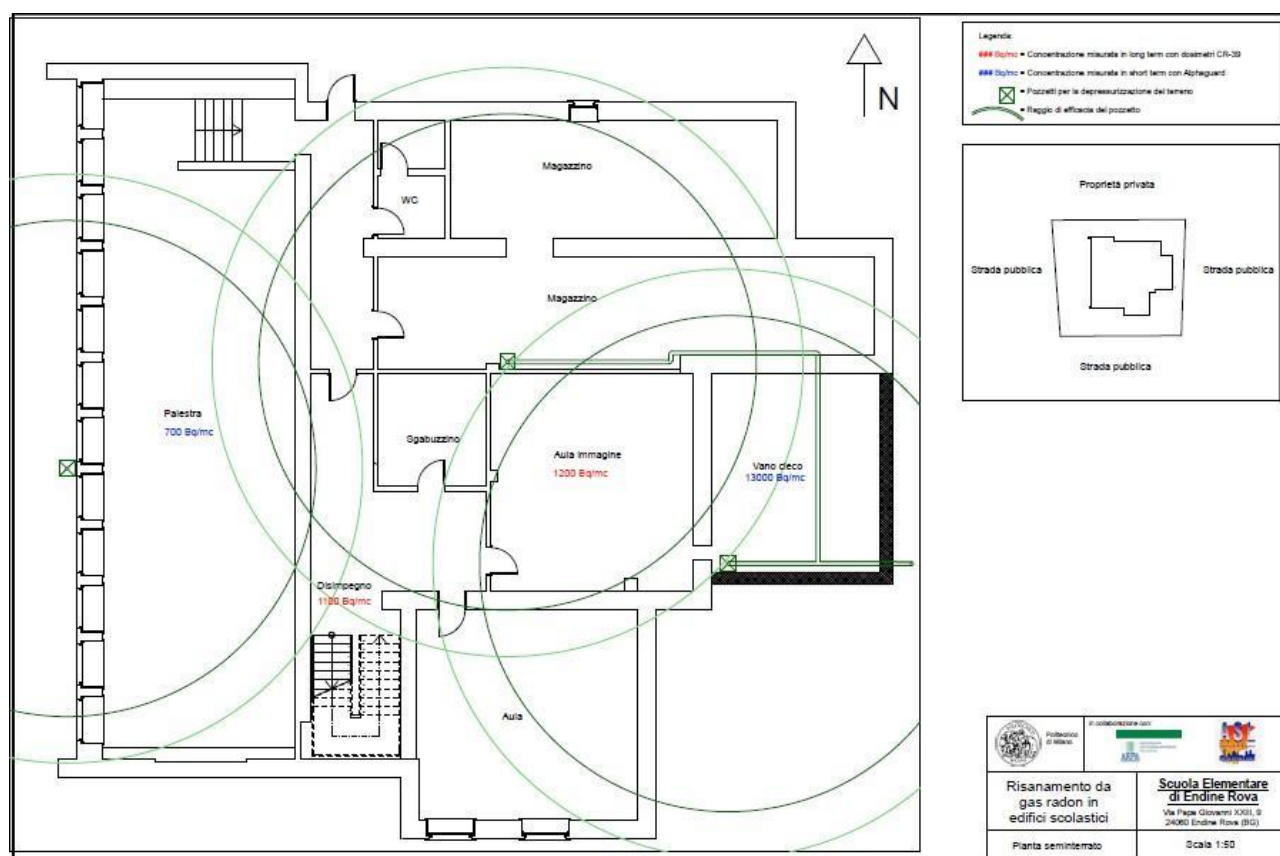 Legenda:
### Bq/mc = Concentrazione misurata in long term con dosimetri CR-39
### Bq/mc = Concentrazione misurata in short term con Alphaguard
= Pozzetti per la depressurizzazione del terreno
= Raggio di efficacia del pozzetto
N
Magazzino
WC
Magazzino
Palestra
700 Bq/mc
Sgabuzzino
Aula Immagine
1200 Bq/mc
Vano cieco
13000 Bq/mc
Disimpegno
1100 Bq/mc
Aula
Proprietà privata
Strada pubblica
Strada pubblica
Strada pubblica
Politecnico
di Milano
in collaborazione con:
ARPA
ASL
Risanamento da
gas radon in
edifici scolastici
Scuola Elementare
di Endine Rova
Via Papa Giovanni XXIII, 9
24060 Endine Rova (BG)
Pianta seminterrato
Scala 1:50